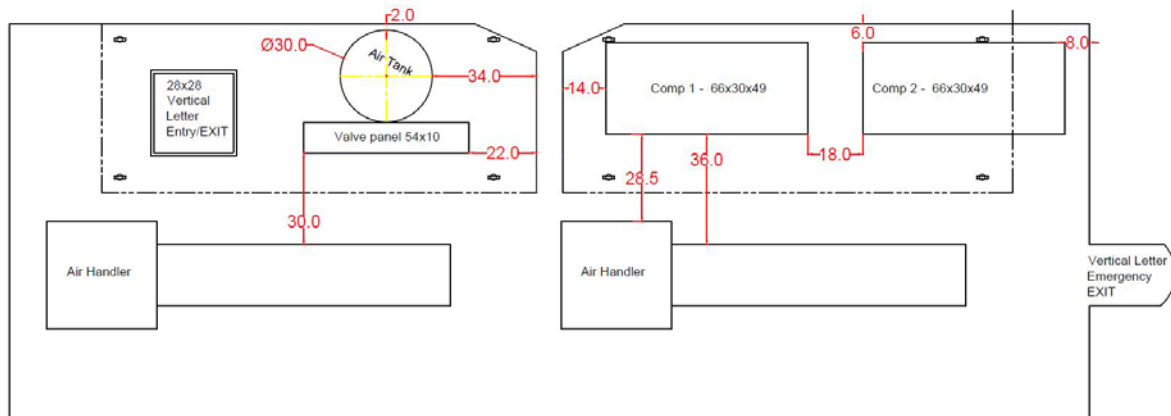 2.0
Ø30.0
Air Tank
34.0
28x28
Vertical
Letter
Entry/EXIT
Valve panel 54x10
22.0
30.0
Air Handler
6.0
8.0
14.0
Comp 1 - 66x30x49
Comp 2 - 66x30x49
18.0
36.0
28.5
Air Handler
Vertical Letter
Emergency
EXIT